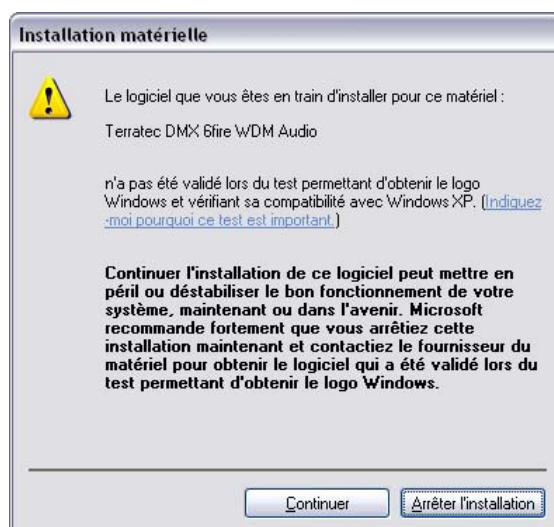 Installation matérielle
Le logiciel que vous êtes en train d'installer pour ce matériel :
Terratec DMX 6fire WDM Audio
n'a pas été validé lors du test permettant d'obtenir le logo
Windows et vérifiant sa compatibilité avec Windows XP. (Indiquez
-moi pourquoi ce test est important.)
Continuer l'installation de ce logiciel peut mettre en
péril ou déstabiliser le bon fonctionnement de votre
système, maintenant ou dans l'avenir. Microsoft
recommande fortement que vous arrêtiez cette
installation maintenant et contactiez le fournisseur du
matériel pour obtenir le logiciel qui a été validé lors du
test permettant d'obtenir le logo Windows.
Continuer
Arrêter l'installation